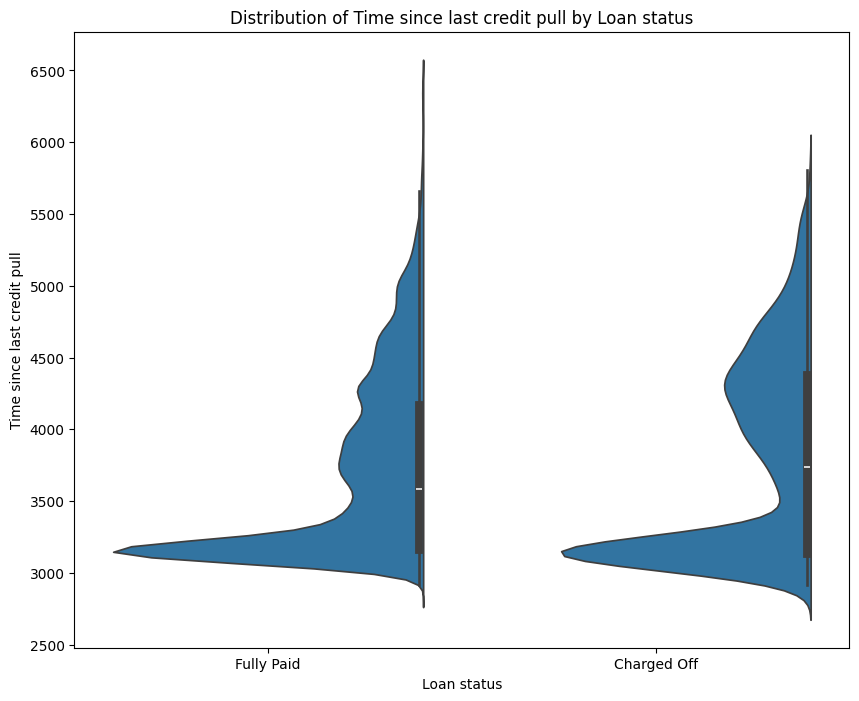 Distribution of Time since last credit pull by Loan status
Time since last credit pull
6500
6000
5500
5000
4500
4000
3500
3000
2500
Fully Paid
Charged Off
Loan status